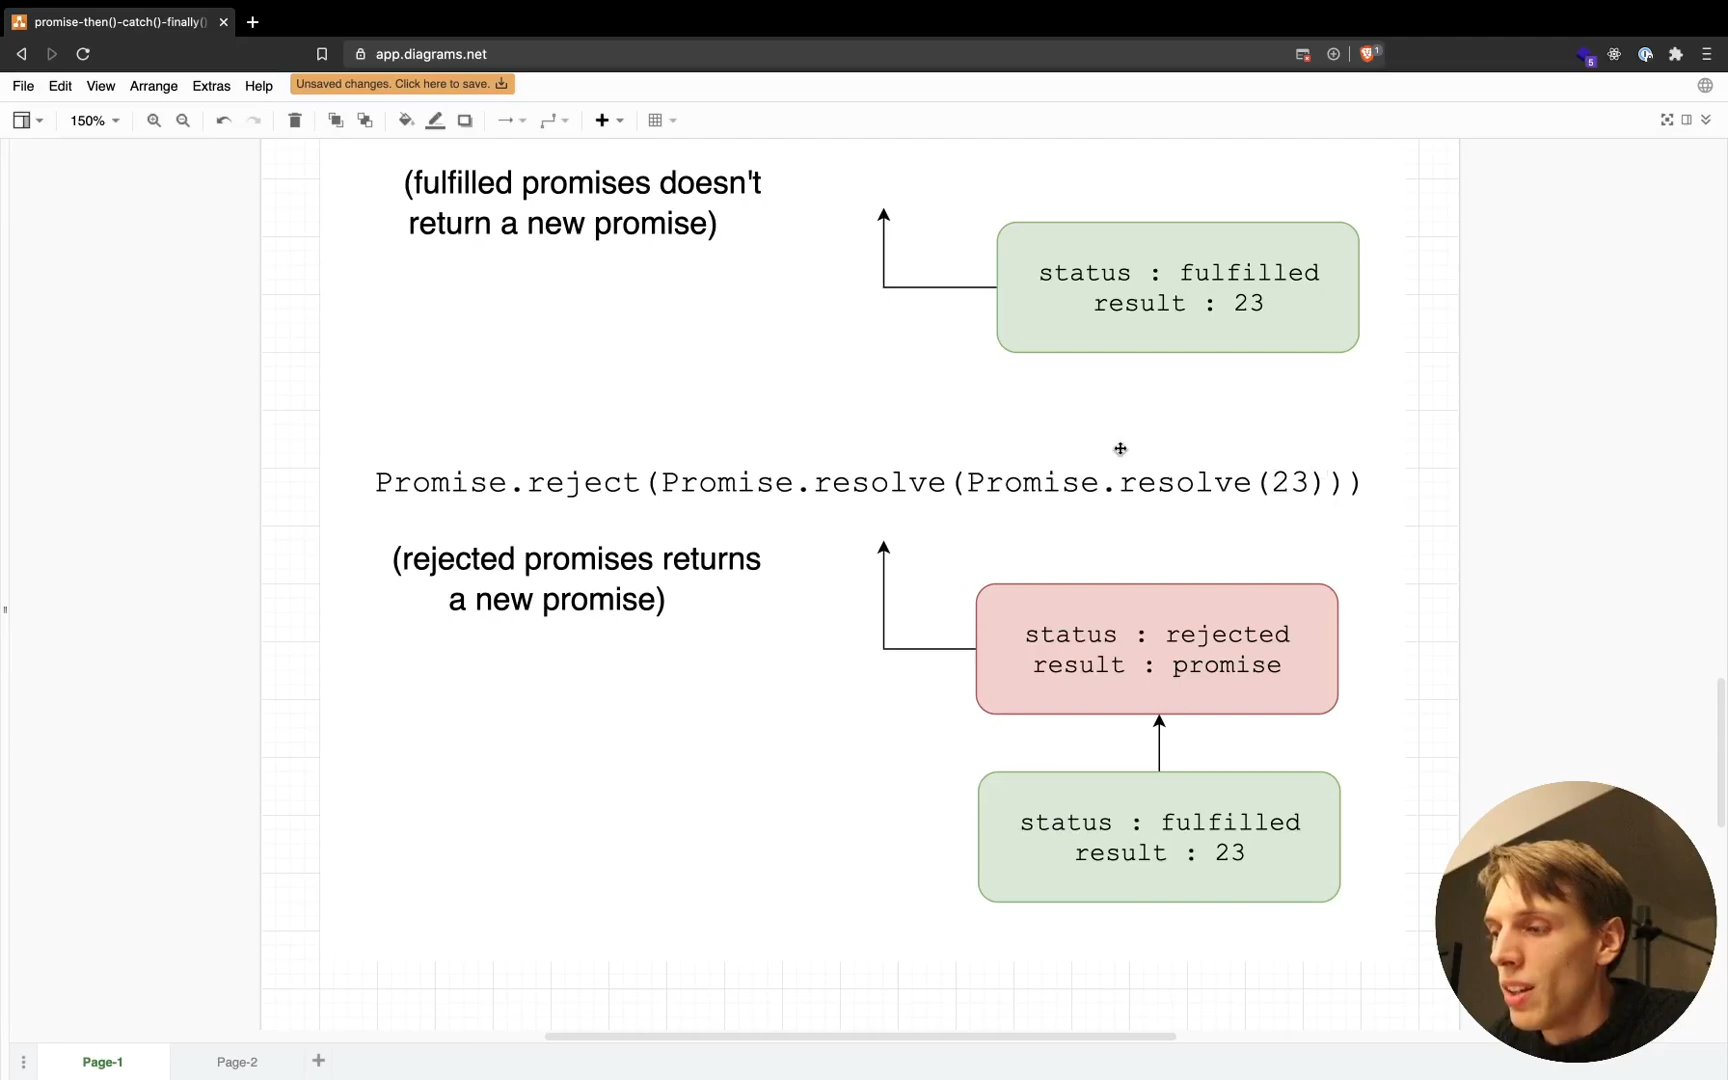 promise-then()-catch()-finally()
app.diagrams.net
1
5
File Edit View Arrange Extras Help Unsaved changes. Click here to save.
150%
(fulfilled promises doesn't
return a new promise)
status : fulfilled
result : 23
Promise.reject(Promise.resolve(Promise.resolve(23)))
(rejected promises returns
a new promise)
status : rejected
result : promise
status : fulfilled
result : 23
Page-1 Page-2